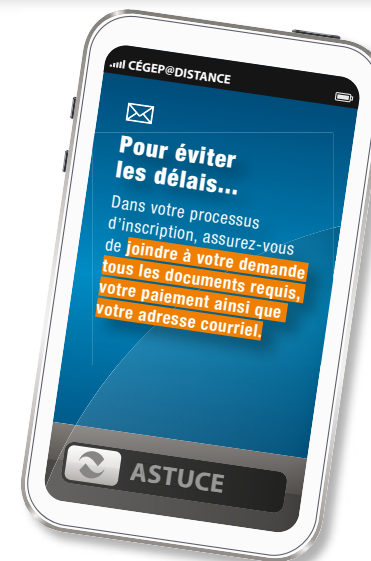 CÉGEP@DISTANCE
Pour éviter
les délais...
Dans votre processus
d'inscription, assurez-vous
de joindre à votre demande
tous les documents requis,
votre paiement ainsi que
votre adresse courriel.
ASTUCE